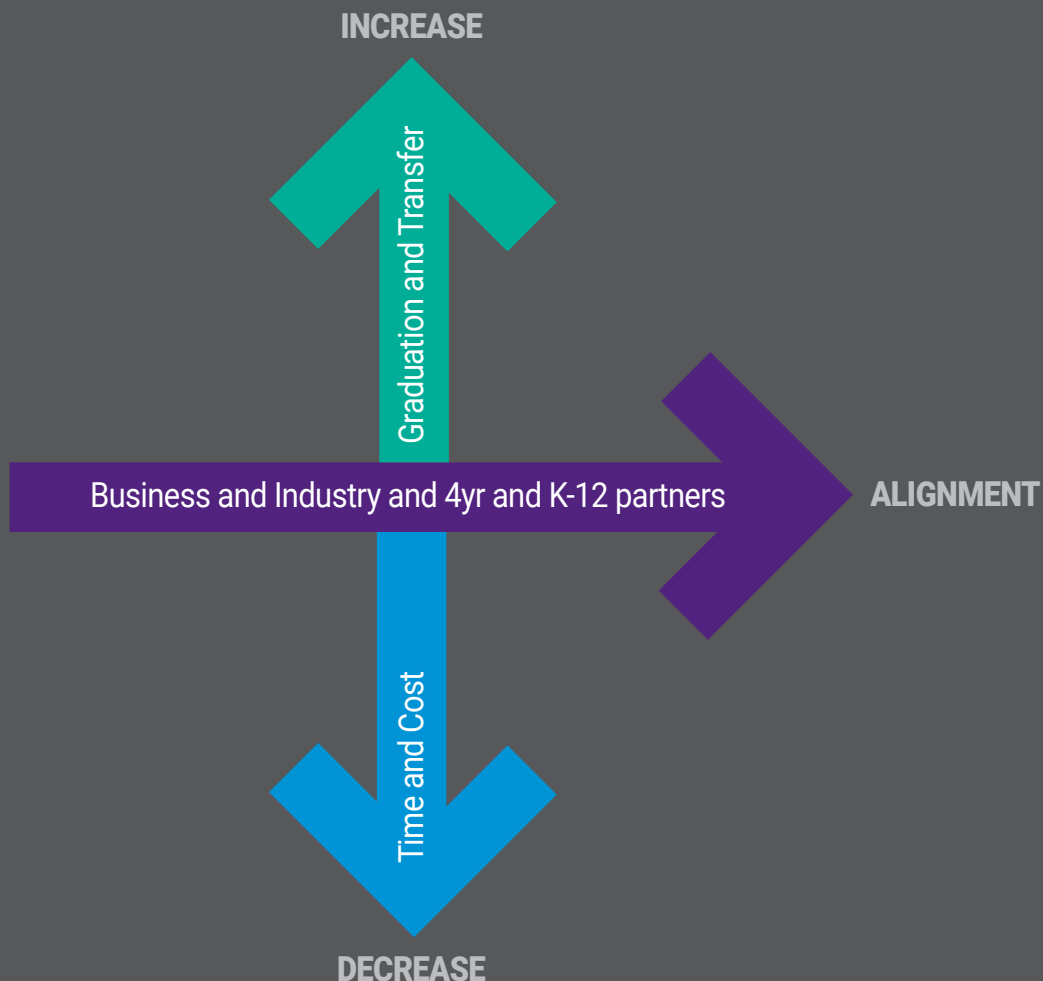 INCREASE
Graduation and Transfer
Business and Industry and 4yr and K-12 partners
ALIGNMENT
Time and Cost
DECREASE